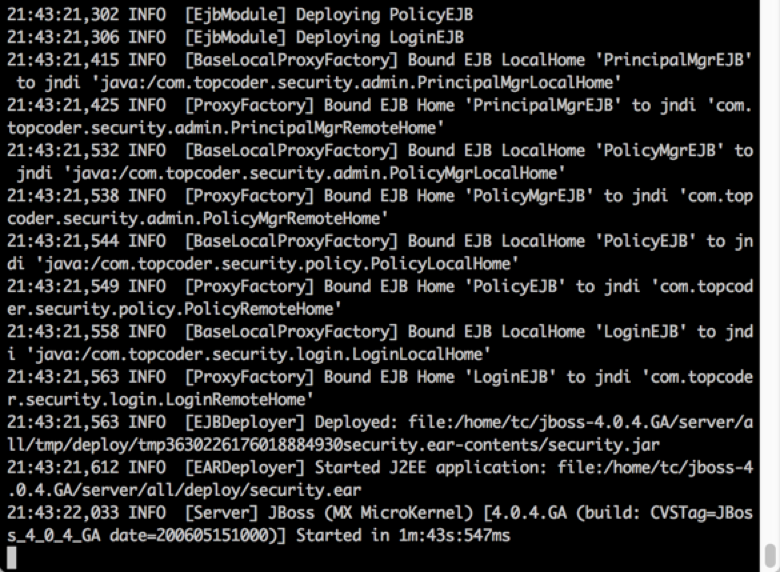 21:43:21,302 INFO  [EjbModule] Deploying PolicyEJB
21:43:21,306 INFO  [EjbModule] Deploying LoginEJB
21:43:21,415 INFO  [BaseLocalProxyFactory] Bound EJB LocalHome 'PrincipalMgrEJB'
 to jndi 'java:/com.topcoder.security.admin.PrincipalMgrLocalHome'
21:43:21,425 INFO  [ProxyFactory] Bound EJB Home 'PrincipalMgrEJB' to jndi 'com.
topcoder.security.admin.PrincipalMgrRemoteHome'
21:43:21,532 INFO  [BaseLocalProxyFactory] Bound EJB LocalHome 'PolicyMgrEJB' to
 jndi 'java:/com.topcoder.security.admin.PolicyMgrLocalHome'
21:43:21,538 INFO  [ProxyFactory] Bound EJB Home 'PolicyMgrEJB' to jndi 'com.top
coder.security.admin.PolicyMgrRemoteHome'
21:43:21,544 INFO  [BaseLocalProxyFactory] Bound EJB LocalHome 'PolicyEJB' to jn
di 'java:/com.topcoder.security.policy.PolicyLocalHome'
21:43:21,549 INFO  [ProxyFactory] Bound EJB Home 'PolicyEJB' to jndi 'com.topcod
er.security.policy.PolicyRemoteHome'
21:43:21,558 INFO  [BaseLocalProxyFactory] Bound EJB LocalHome 'LoginEJB' to jnd
i 'java:/com.topcoder.security.login.LoginLocalHome'
21:43:21,563 INFO  [ProxyFactory] Bound EJB Home 'LoginEJB' to jndi 'com.topcode
r.security.login.LoginRemoteHome'
21:43:21,563 INFO  [EJBDeployer] Deployed: file:/home/tc/jboss-4.0.4.GA/server/a
ll/tmp/deploy/tmp3630226176018884930security.ear-contents/security.jar
21:43:21,612 INFO  [EARDeployer] Started J2EE application: file:/home/tc/jboss-4
.0.4.GA/server/all/deploy/security.ear
21:43:22,033 INFO  [Server] JBoss (MX MicroKernel) [4.0.4.GA (build: CVSTag=JBos
s_4_0_4_GA date=200605151000)] Started in 1m:43s:547ms